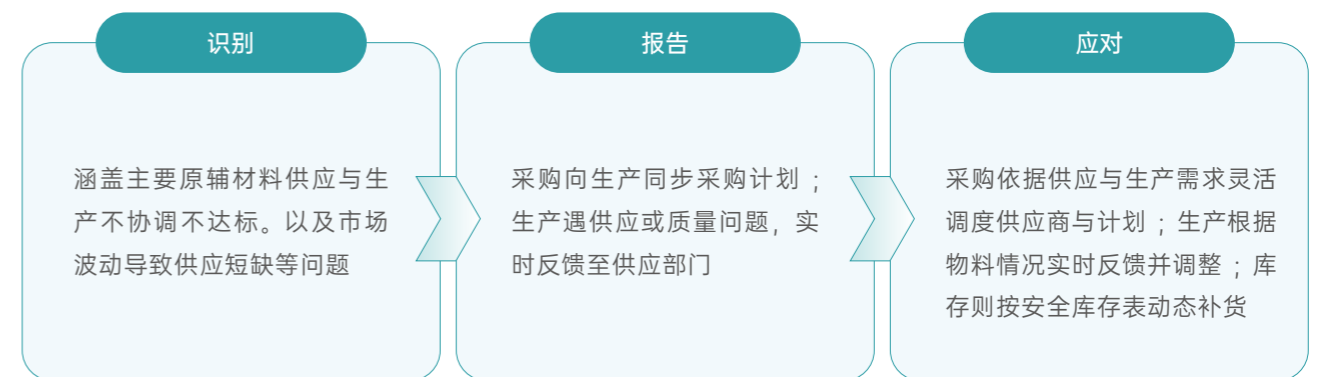 识别
涵盖主要原辅材料供应与生
产不协调不达标。以及市场
波动导致供应短缺等问题
报告
采购向生产同步采购计划；
生产遇供应或质量问题，实
时反馈至供应部门
应对
采购依据供应与生产需求灵活
调度供应商与计划；生产根据
物料情况实时反馈并调整；库
存则按安全库存表动态补货